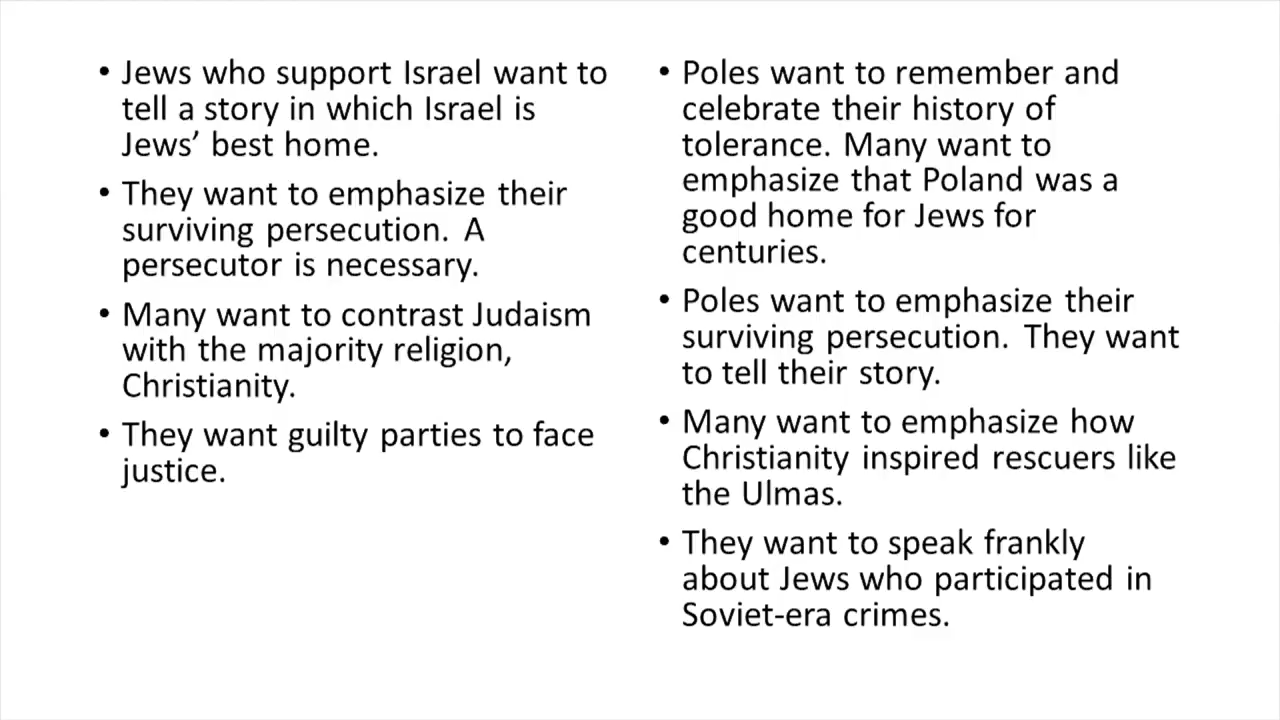 • Jews who support Israel want to
tell a story in which Israel is
Jews’ best home.
• They want to emphasize their
surviving persecution. A
persecutor is necessary.
• Many want to contrast Judaism
with the majority religion,
Christianity.
• They want guilty parties to face
justice.
• Poles want to remember and
celebrate their history of
tolerance. Many want to
emphasize that Poland was a
good home for Jews for
centuries.
• Poles want to emphasize their
surviving persecution. They want
to tell their story.
• Many want to emphasize how
Christianity inspired rescuers like
the Ulmas.
• They want to speak frankly
about Jews who participated in
Soviet-era crimes.